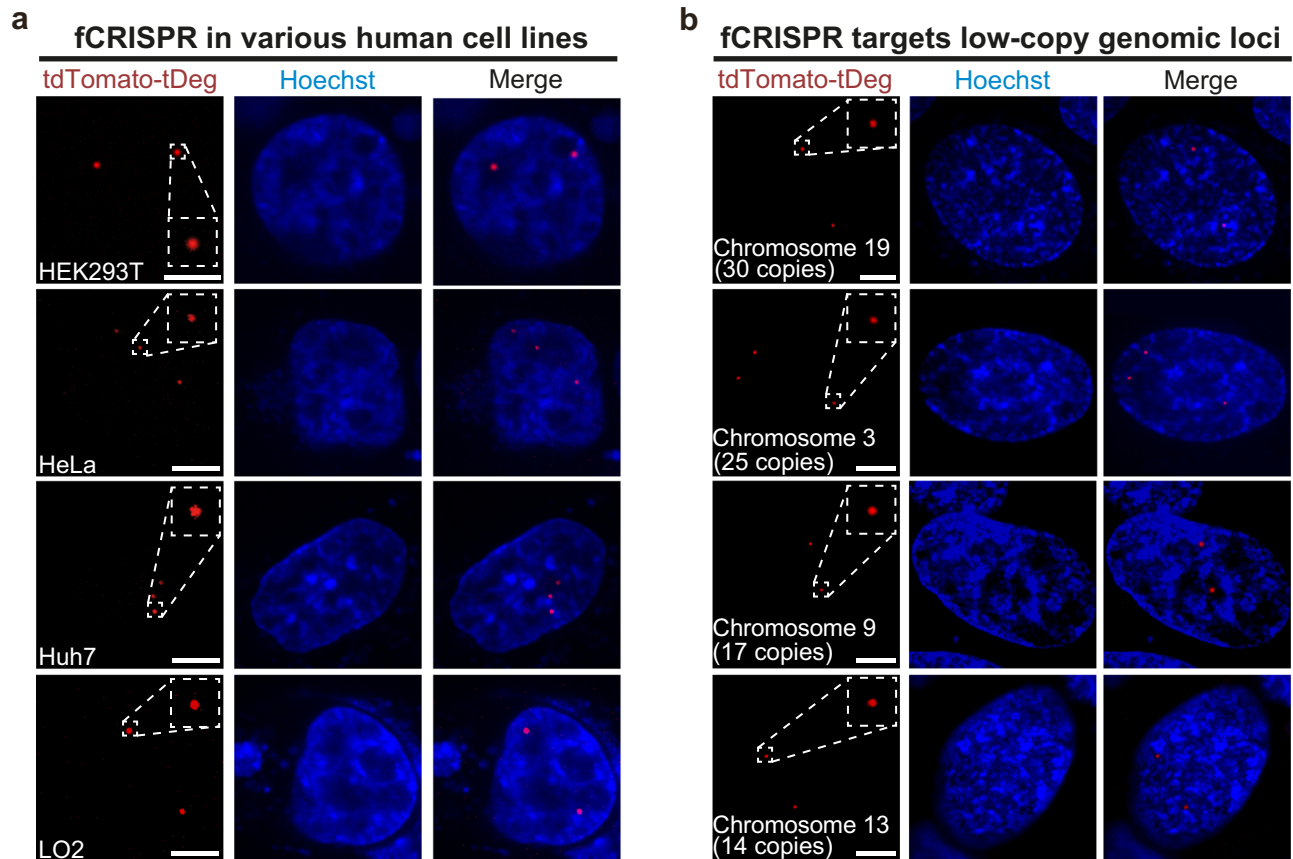 a
fCRISPR in various human cell lines
tdTomato-tDeg
Hoechst
Merge
HEK293T
HeLa
Huh7
LO2
b
fCRISPR targets low-copy genomic loci
tdTomato-tDeg
Hoechst
Merge
Chromosome 19
(30 copies)
Chromosome 3
(25 copies)
Chromosome 9
(17 copies)
Chromosome 13
(14 copies)